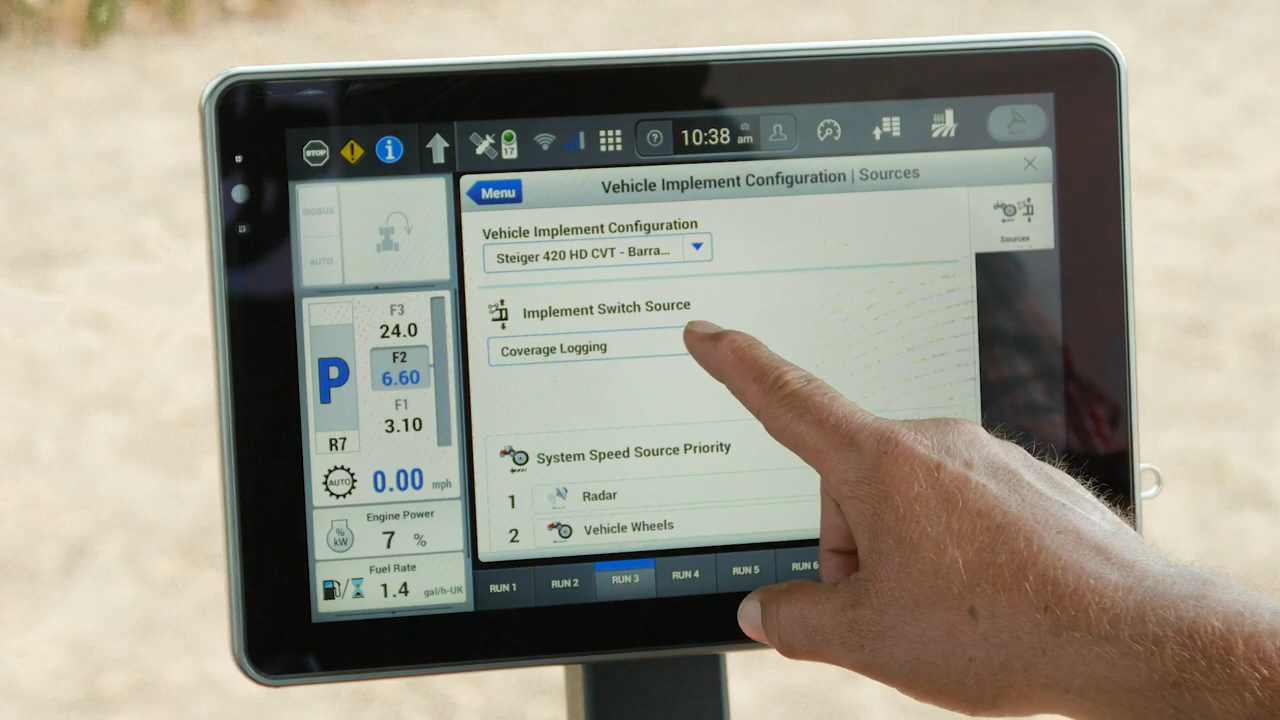 STOP
17
10:38 am
AUTO
Menu
Vehicle Implement Configuration | Sources
Sources
Vehicle Implement Configuration
Steiger 420 HD CVT - Barra...
Implement Switch Source
Coverage Logging
System Speed Source Priority
1 Radar
2 Vehicle Wheels
RUN 1 RUN 2 RUN 3 RUN 4 RUN 5 RUN 6
ISOBUS
AUTO
F3
24.0
P
F2
6.60
F1
3.10
R7
AUTO 0.00 mph
Engine Power
% kW 7 %
Fuel Rate
1.4 gal/h-UK